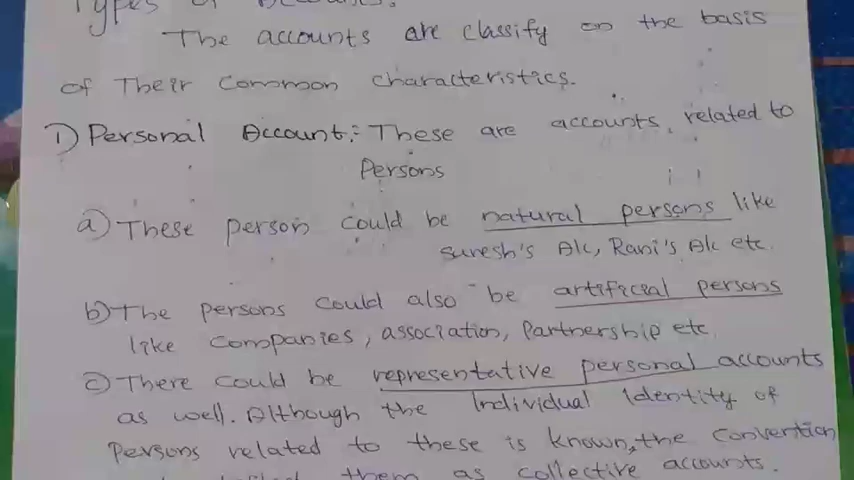 Types of Accounts:
The accounts are classify on the basis
of Their Common characteristics.
1) Personal Account:- These are accounts related to
Persons
a) These person could be natural persons like
Suresh's A/c, Rani's A/c etc.
b) The persons could also be artificial persons
like Companies, association, Partnership etc.
c) There could be representative personal accounts
as well. Although the Individual Identity of
Persons related to these is known, the convention
them as collective accounts.